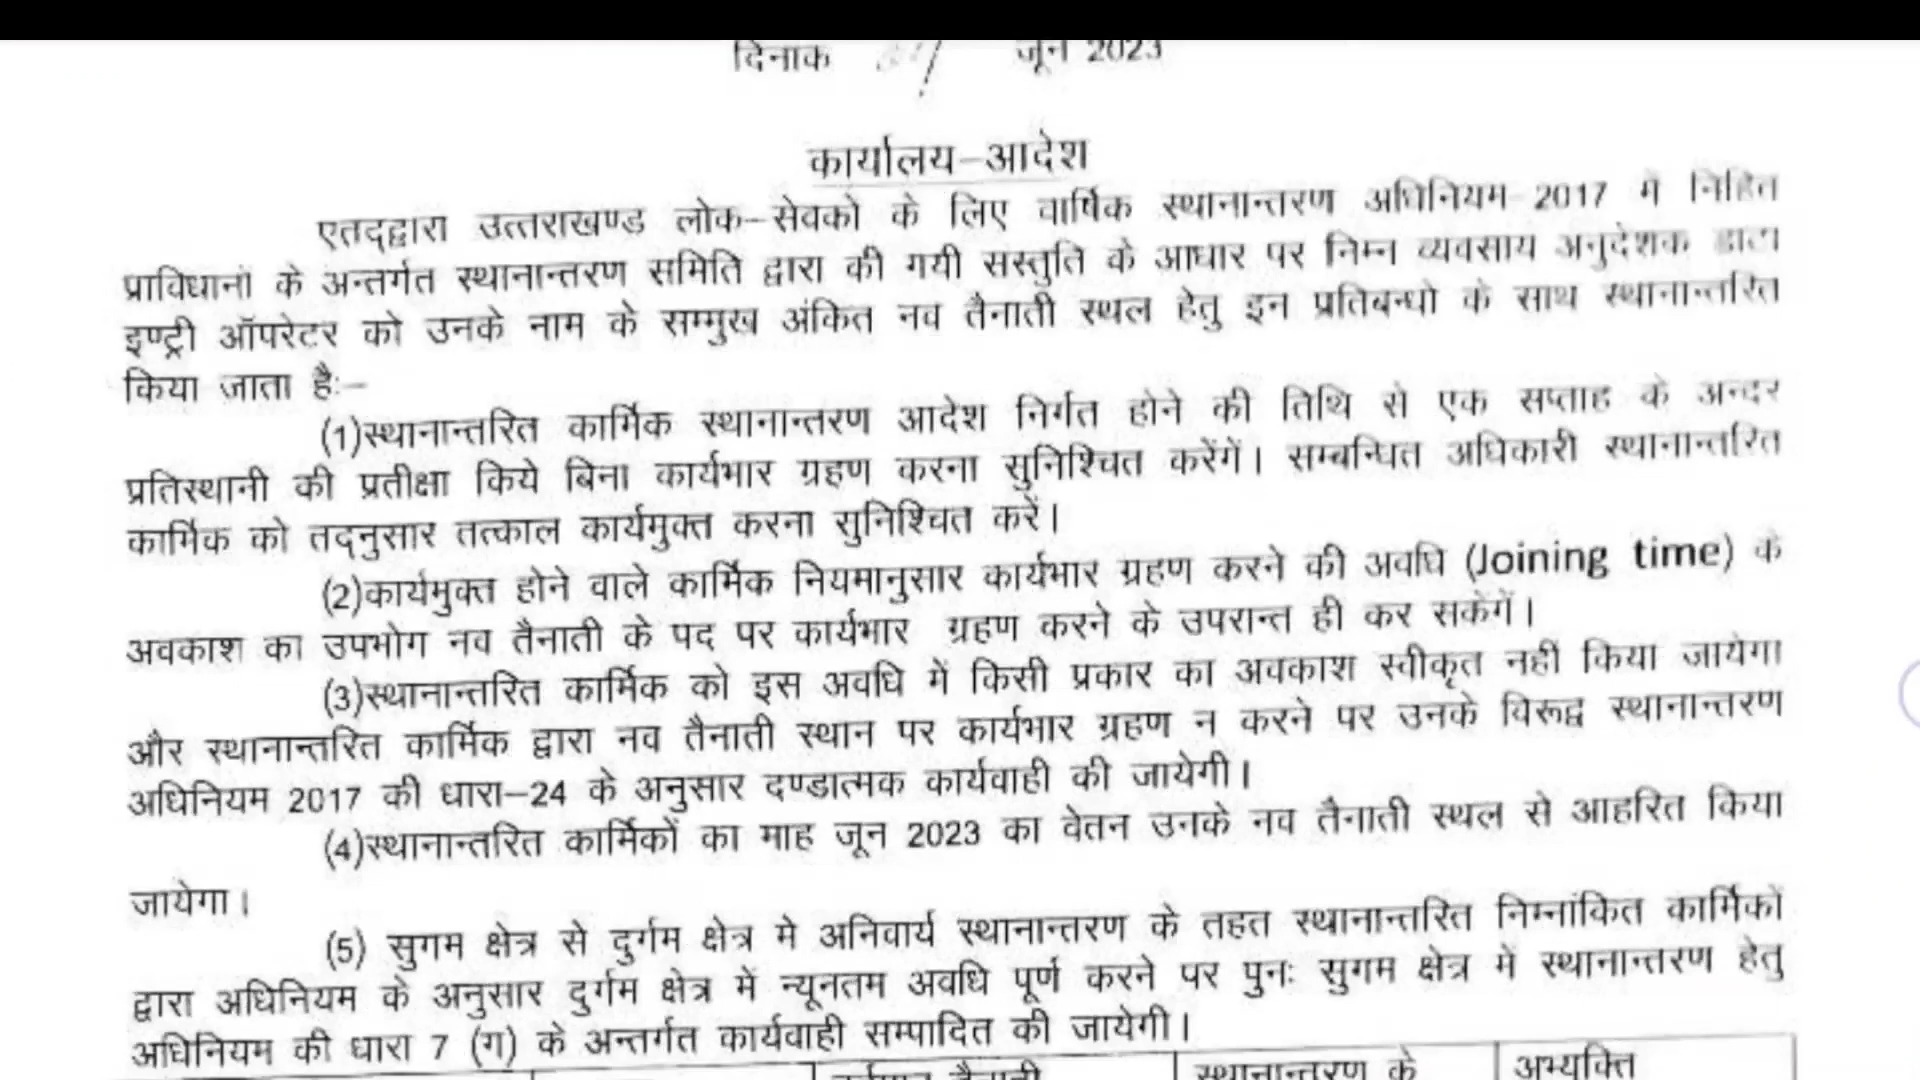 दिनाक जून 2023
कार्यालय–आदेश
एतद्द्वारा उत्तराखण्ड लोक–सेवको के लिए वार्षिक स्थानान्तरण अधिनियम 2017 मे निहित
प्राविधानो के अन्तर्गत स्थानान्तरण समिति द्वारा की गयी सस्तुति के आधार पर निम्न व्यवसाय अनुदेशक डाटा
इण्ट्री ऑपरेटर को उनके नाम के सम्मुख अंकित नव तैनाती स्थल हेतु इन प्रतिबन्धो के साथ स्थानान्तरित
किया जाता है:–
(1)स्थानान्तरित कार्मिक स्थानान्तरण आदेश निर्गत होने की तिथि से एक सप्ताह के अन्दर
प्रतिस्थानी की प्रतीक्षा किये बिना कार्यभार ग्रहण करना सुनिश्चित करेंगें। सम्बन्धित अधिकारी स्थानान्तरित
कार्मिक को तद्नुसार तत्काल कार्यमुक्त करना सुनिश्चित करें।
(2)कार्यमुक्त होने वाले कार्मिक नियमानुसार कार्यभार ग्रहण करने की अवधि (Joining time) के
अवकाश का उपभोग नव तैनाती के पद पर कार्यभार ग्रहण करने के उपरान्त ही कर सकेगें।
(3)स्थानान्तरित कार्मिक को इस अवधि में किसी प्रकार का अवकाश स्वीकृत नहीं किया जायेगा
और स्थानान्तरित कार्मिक द्वारा नव तैनाती स्थान पर कार्यभार ग्रहण न करने पर उनके विरूद्व स्थानान्तरण
अधिनियम 2017 की धारा–24 के अनुसार दण्डात्मक कार्यवाही की जायेगी।
(4)स्थानान्तरित कार्मिकों का माह जून 2023 का वेतन उनके नव तैनाती स्थल से आहरित किया
जायेगा।
(5) सुगम क्षेत्र से दुर्गम क्षेत्र मे अनिवार्य स्थानान्तरण के तहत स्थानान्तरित निम्नांकित कार्मिकों
द्वारा अधिनियम के अनुसार दुर्गम क्षेत्र में न्यूनतम अवधि पूर्ण करने पर पुनः सुगम क्षेत्र मे स्थानान्तरण हेतु
अधिनियम की धारा 7 (ग) के अन्तर्गत कार्यवाही सम्पादित की जायेगी।
स्थानान्तरण के अभ्यक्ति